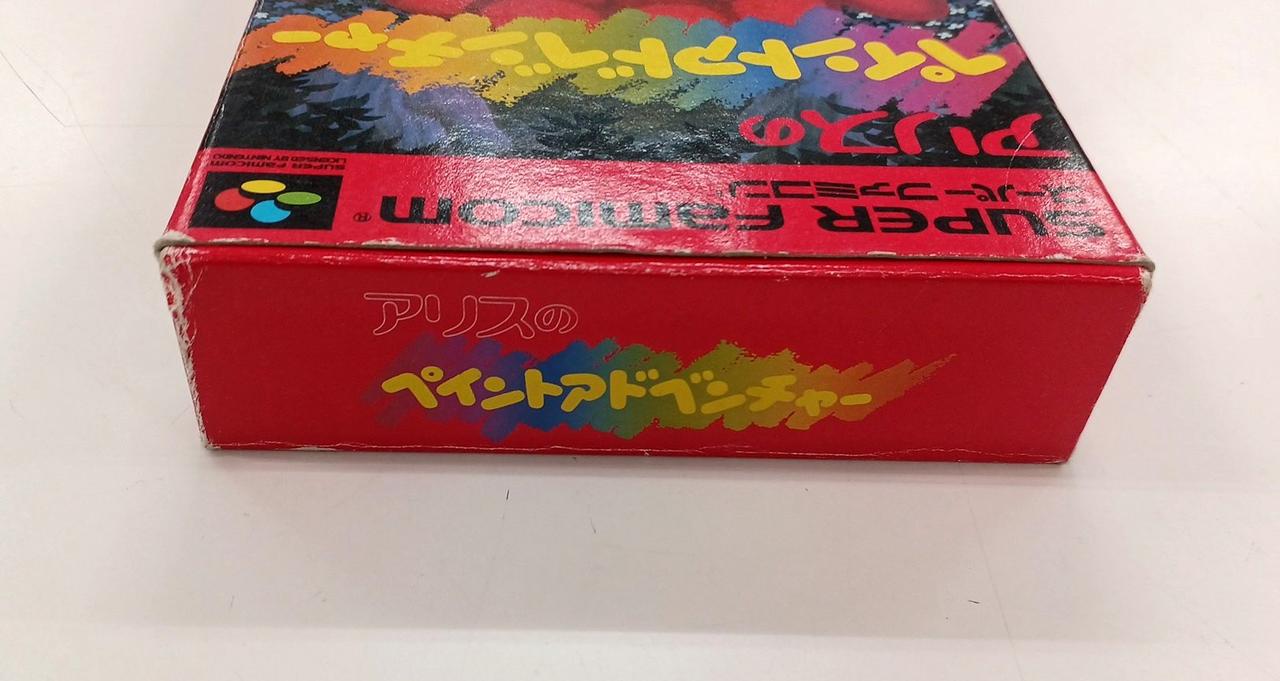 ペイントアドベンチャー
アリスの
SUPER Famicom
LICENSED BY NINTENDO
スーパー ファミコン
SUPER Famicom®
アリスの
ペイントアドベンチャー